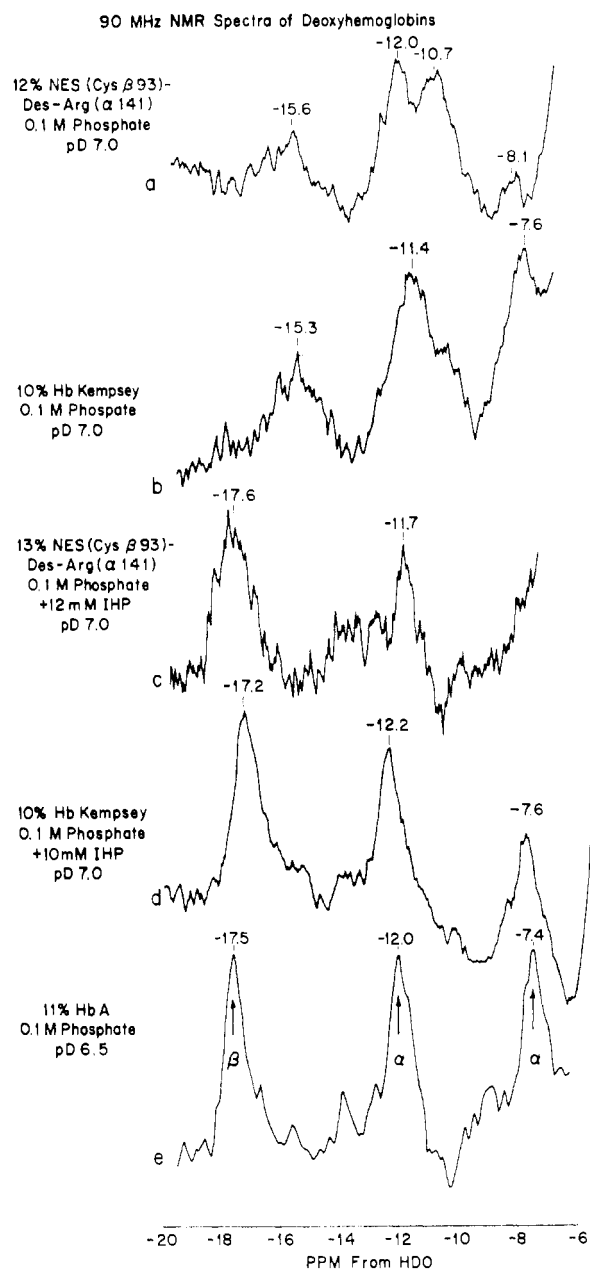 90 MHz NMR Spectra of Deoxyhemoglobins
12% NES (Cys β93)-
Des-Arg (α 141)
0.1 M Phosphate
pD 7.0
a
-15.6
-12.0
-10.7
-8.1
10% Hb Kempsey
0.1 M Phospate
pD 7.0
b
-15.3
-11.4
-7.6
13% NES (Cys β 93)-
Des-Arg (α 141)
0.1 M Phosphate
+12 mM IHP
pD 7.0
c
-17.6
-11.7
10% Hb Kempsey
0.1 M Phosphate
+10mM IHP
pD 7.0
d
-17.2
-12.2
-7.6
11% Hb A
0.1 M Phosphate
pD 6.5
e
-17.5
-12.0
-7.4
β
α
α
-20 -18 -16 -14 -12 -10 -8 -6
PPM From HDO